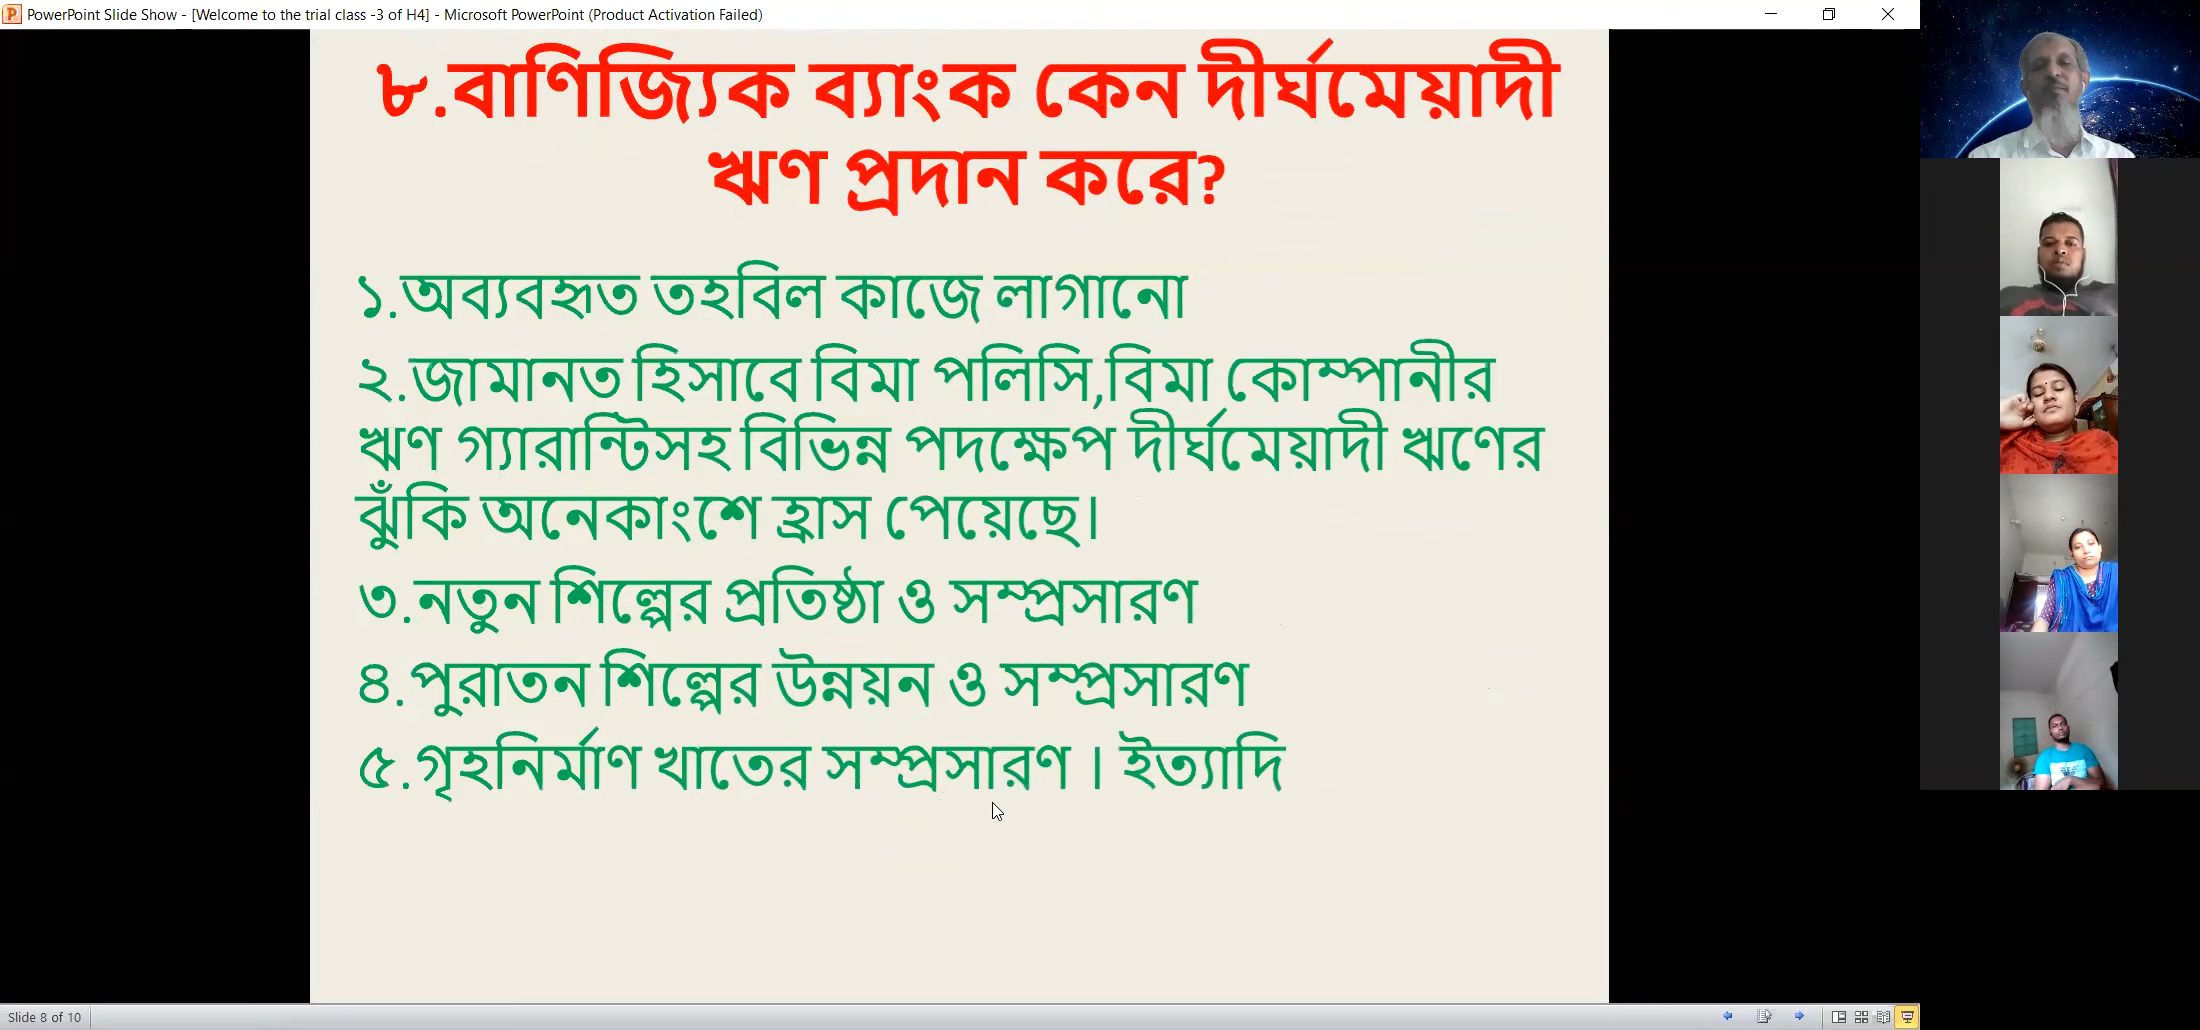 PowerPoint Slide Show - [Welcome to the trial class -3 of H4] - Microsoft PowerPoint (Product Activation Failed)
৮.বাণিজ্যিক ব্যাংক কেন দীর্ঘমেয়াদী
ঋণ প্রদান করে?
১.অব্যবহৃত তহবিল কাজে লাগানো
২.জামানত হিসাবে বিমা পলিসি,বিমা কোম্পানীর
ঋণ গ্যারান্টিসহ বিভিন্ন পদক্ষেপ দীর্ঘমেয়াদী ঋণের
ঝুঁকি অনেকাংশে হ্রাস পেয়েছে।
৩.নতুন শিল্পের প্রতিষ্ঠা ও সম্প্রসারণ
৪.পুরাতন শিল্পের উন্নয়ন ও সম্প্রসারণ
৫.গৃহনির্মাণ খাতের সম্প্রসারণ । ইত্যাদি
Slide 8 of 10